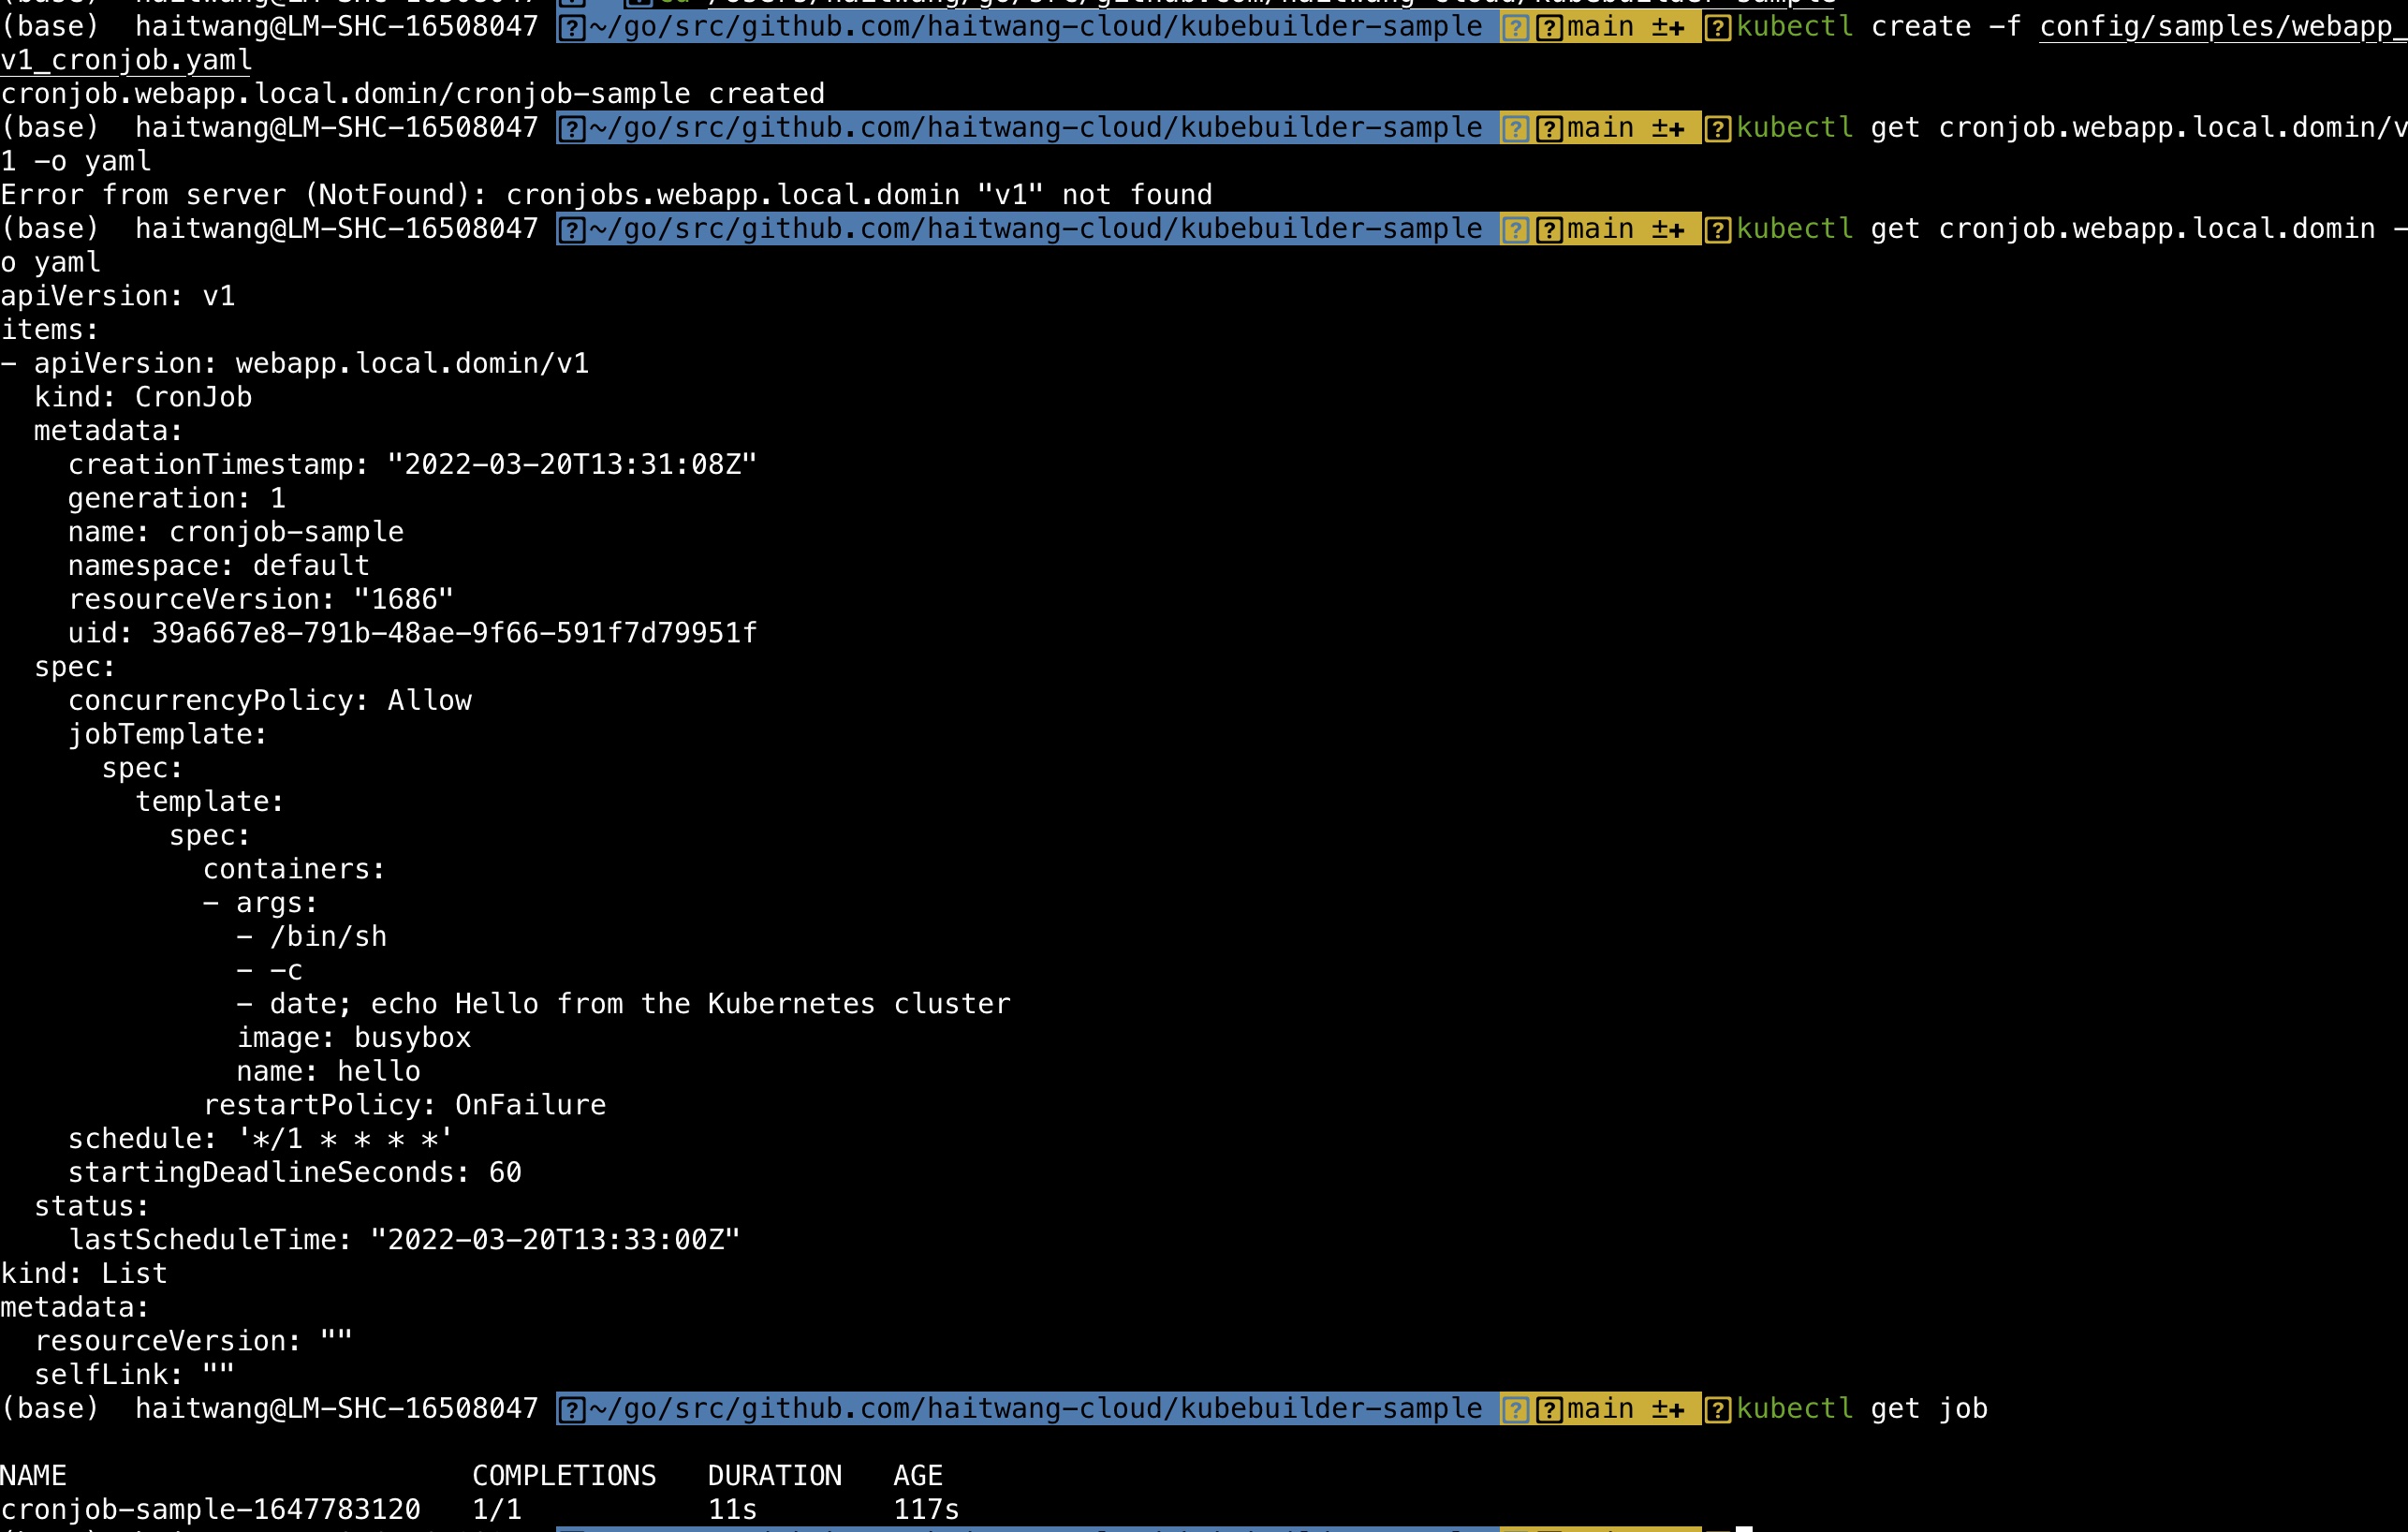 (base)  haitwang@LM-SHC-16508047 ~/go/src/github.com/haitwang-cloud/kubebuilder-sample main ±✚ kubectl create -f config/samples/webapp_
v1_cronjob.yaml
cronjob.webapp.local.domin/cronjob-sample created
(base)  haitwang@LM-SHC-16508047 ~/go/src/github.com/haitwang-cloud/kubebuilder-sample main ±✚ kubectl get cronjob.webapp.local.domin/v
1 -o yaml
Error from server (NotFound): cronjobs.webapp.local.domin "v1" not found
(base)  haitwang@LM-SHC-16508047 ~/go/src/github.com/haitwang-cloud/kubebuilder-sample main ±✚ kubectl get cronjob.webapp.local.domin -
o yaml
apiVersion: v1
items:
- apiVersion: webapp.local.domin/v1
  kind: CronJob
  metadata:
    creationTimestamp: "2022-03-20T13:31:08Z"
    generation: 1
    name: cronjob-sample
    namespace: default
    resourceVersion: "1686"
    uid: 39a667e8-791b-48ae-9f66-591f7d79951f
  spec:
    concurrencyPolicy: Allow
    jobTemplate:
      spec:
        template:
          spec:
            containers:
            - args:
              - /bin/sh
              - -c
              - date; echo Hello from the Kubernetes cluster
              image: busybox
              name: hello
            restartPolicy: OnFailure
    schedule: '*/1 * * * *'
    startingDeadlineSeconds: 60
  status:
    lastScheduleTime: "2022-03-20T13:33:00Z"
kind: List
metadata:
  resourceVersion: ""
  selfLink: ""
(base)  haitwang@LM-SHC-16508047 ~/go/src/github.com/haitwang-cloud/kubebuilder-sample main ±✚ kubectl get job
NAME                        COMPLETIONS   DURATION   AGE
cronjob-sample-1647783120   1/1           11s        117s